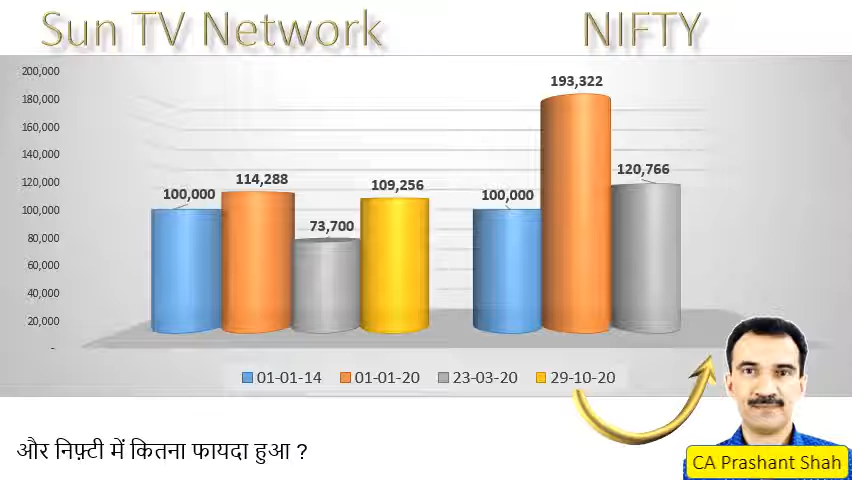 Sun TV Network NIFTY
200,000
180,000
160,000
140,000
120,000
100,000
80,000
60,000
40,000
20,000
-
100,000 114,288 73,700 109,256
100,000 193,322 120,766
01-01-14 01-01-20 23-03-20 29-10-20
और निफ़्टी में कितना फायदा हुआ ?
CA Prashant Shah